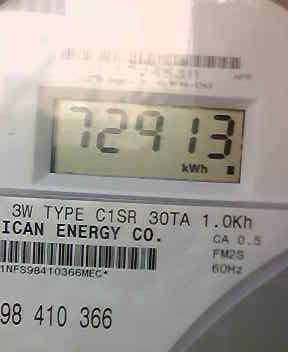 72913
kWh
3W TYPE C1SR 30TA 1.0Kh
ICAN ENERGY CO.
CA 0.5
FM2S
60Hz
1NFS98410366MEC*
98 410 366